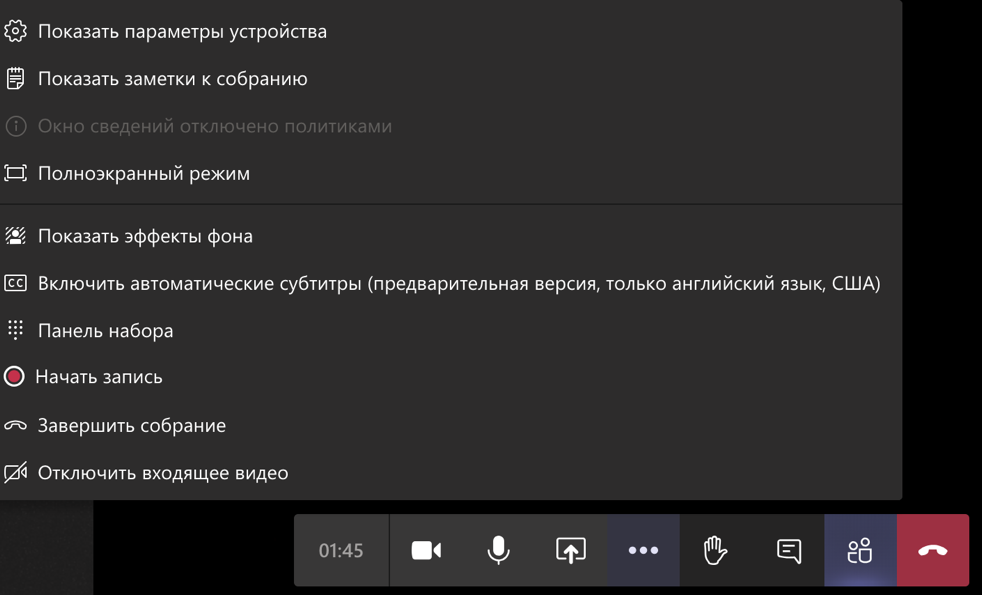 Показать параметры устройства
Показать заметки к собранию
Окно сведений отключено политиками
Полноэкранный режим
Показать эффекты фона
CC Включить автоматические субтитры (предварительная версия, только английский язык, США)
Панель набора
Начать запись
Завершить собрание
Отключить входящее видео
01:45